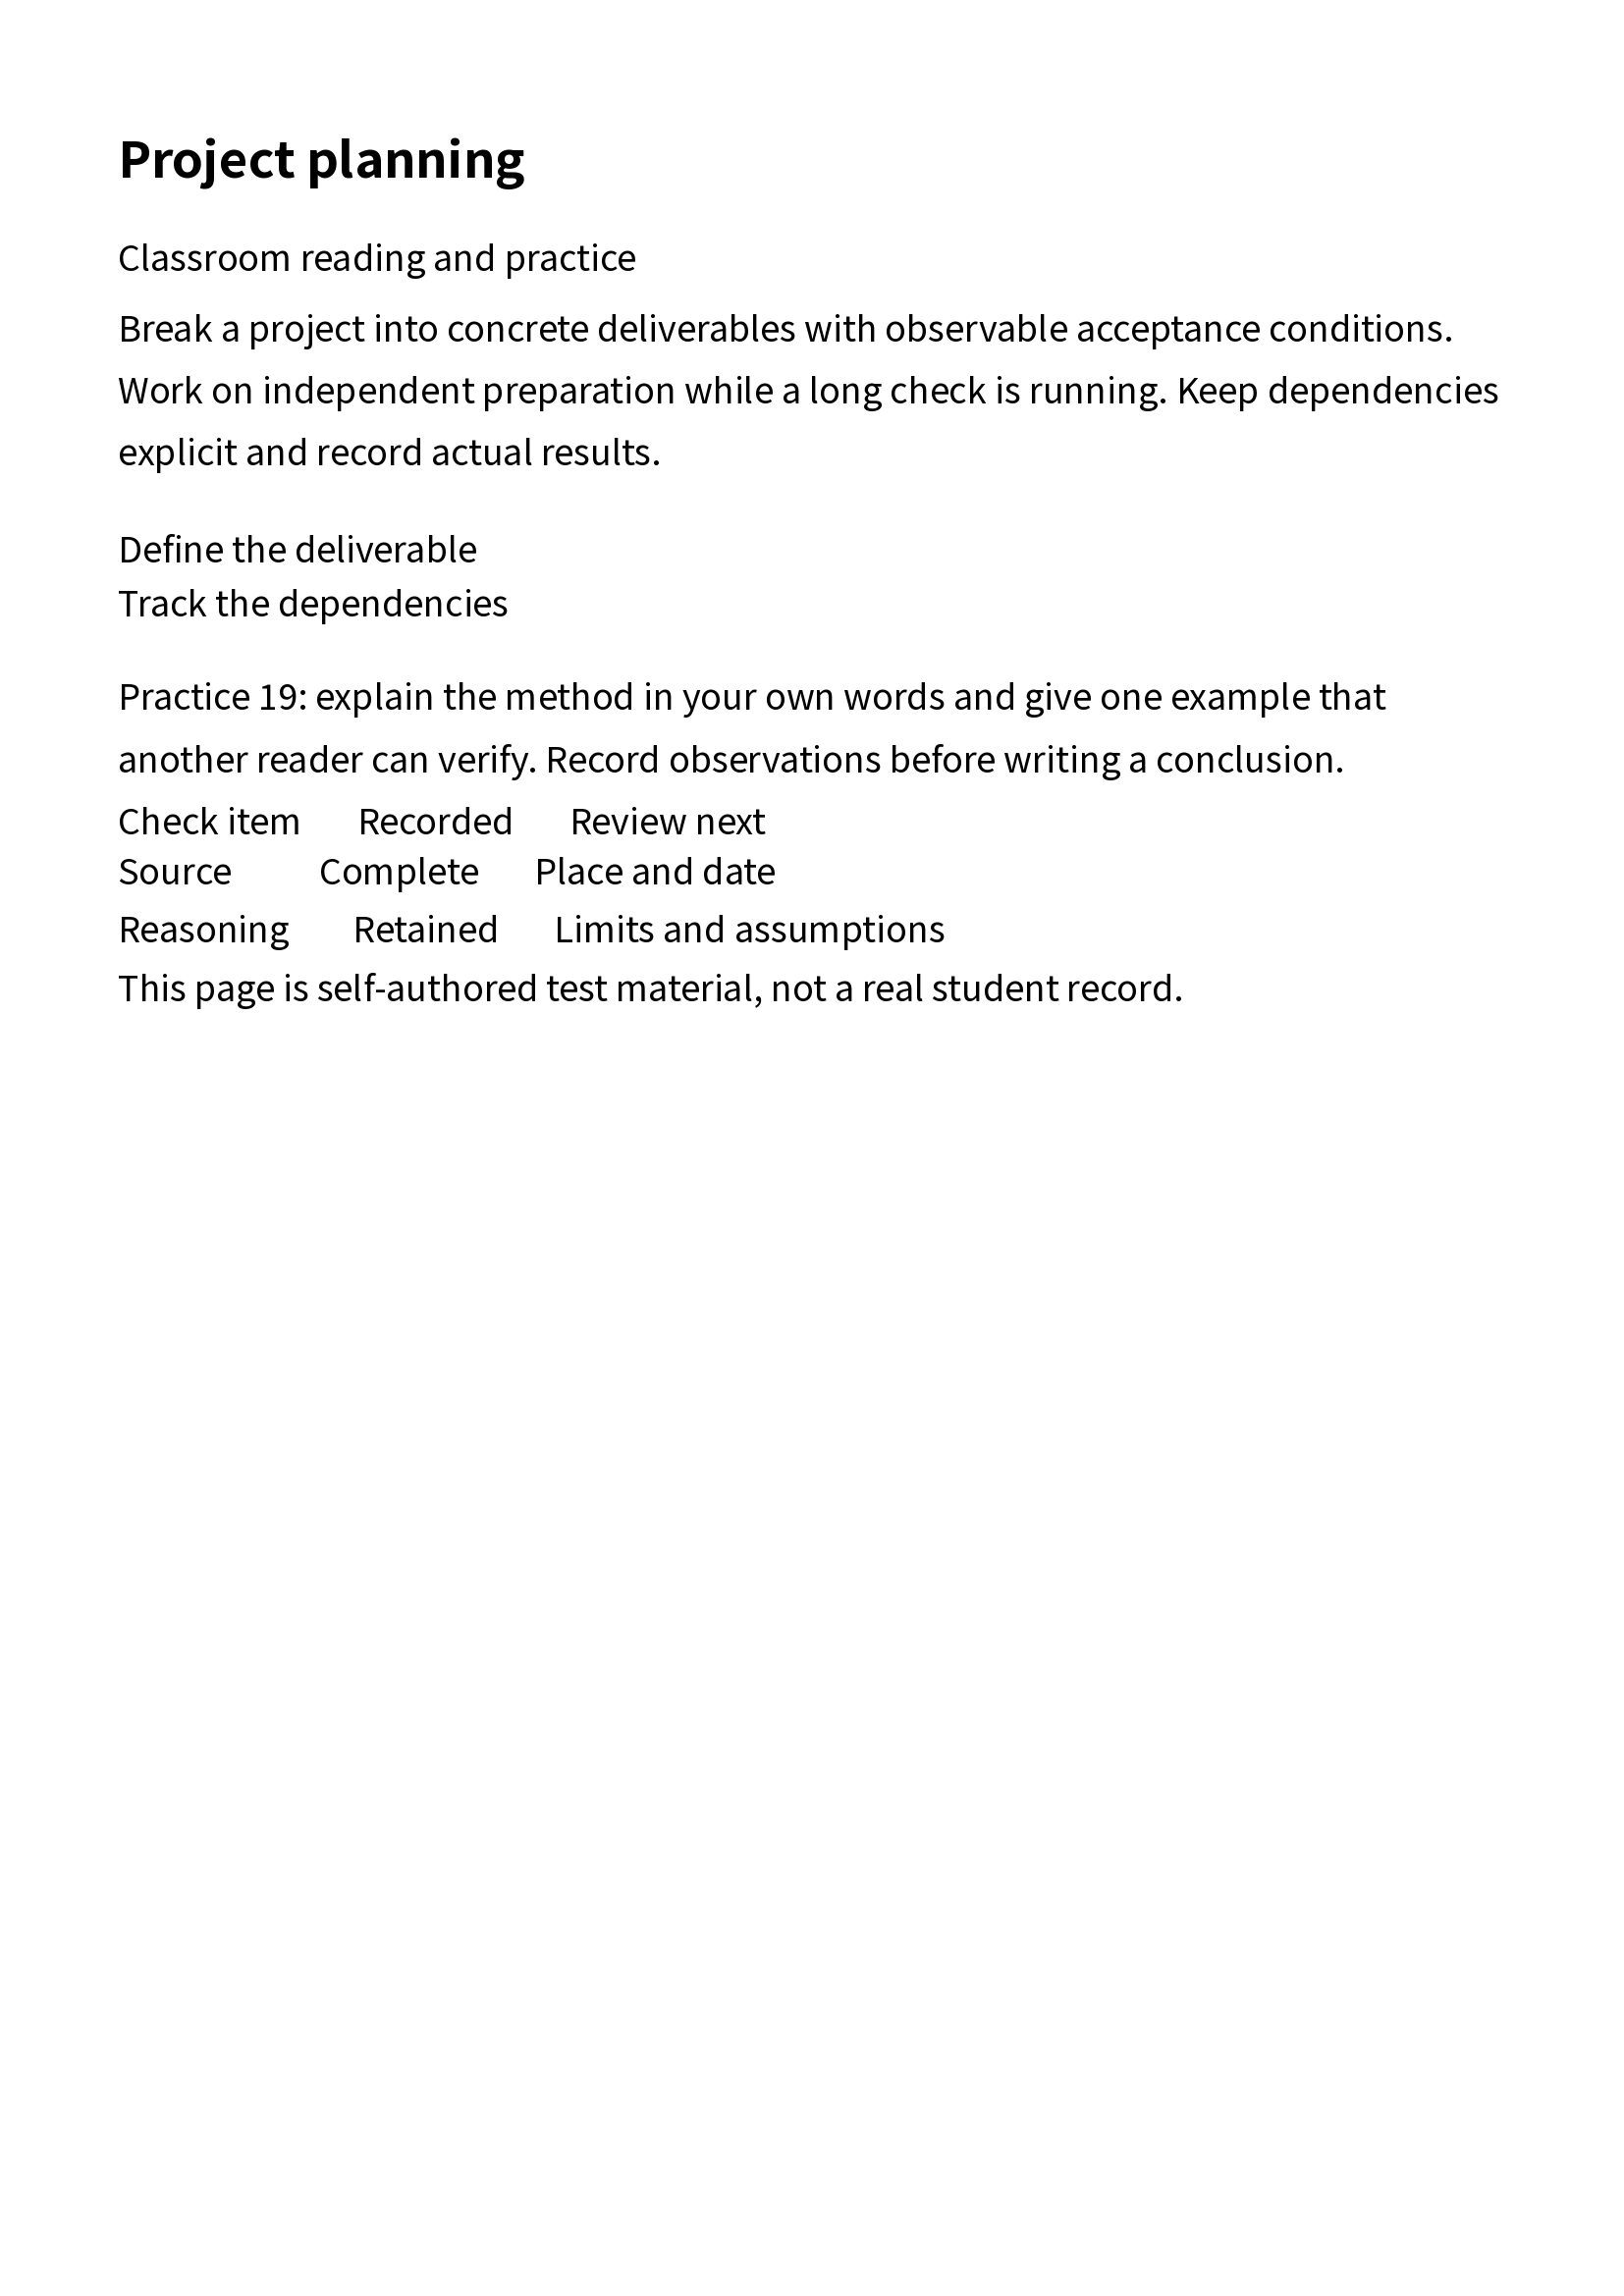 Project planning
Classroom reading and practice
Break a project into concrete deliverables with observable acceptance conditions.
Work on independent preparation while a long check is running. Keep dependencies
explicit and record actual results.
Define the deliverable
Track the dependencies
Practice 19: explain the method in your own words and give one example that
another reader can verify. Record observations before writing a conclusion.
Check item Recorded Review next
Source Complete Place and date
Reasoning Retained Limits and assumptions
This page is self-authored test material, not a real student record.